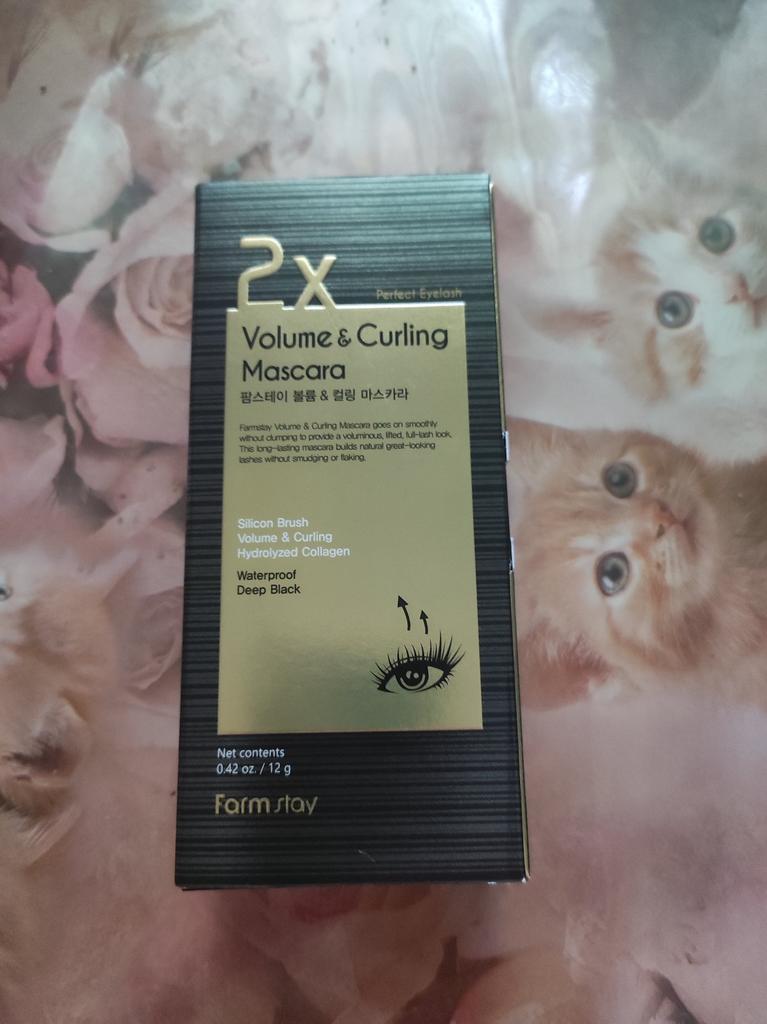 2x
Perfect Eyelash
Volume & Curling
Mascara
팜스테이 볼륨 & 컬링 마스카라
Farmstay Volume & Curling Mascara goes on smoothly
without clumping to provide a voluminous, lifted, full-lash look.
This long-lasting mascara builds natural great-looking
lashes without smudging or flaking.
Silicon Brush
Volume & Curling
Hydrolyzed Collagen
Waterproof
Deep Black
Net contents
0.42 oz. / 12 g
Farm stay